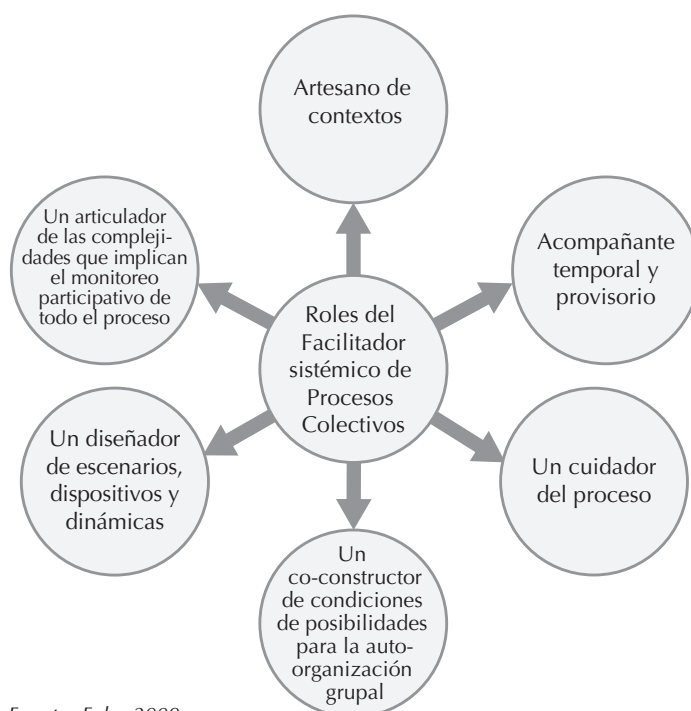 Artesano de
contextos
Un articulador
de las compleji-
dades que implican
el monitoreo
participativo de
todo el proceso
Acompañante
temporal y
provisorio
Roles del
Facilitador
sistémico de
Procesos
Colectivos
Un diseñador
de escenarios,
dispositivos y
dinámicas
Un cuidador
del proceso
Un
co-constructor
de condiciones
de posibilidades
para la auto-
organización
grupal